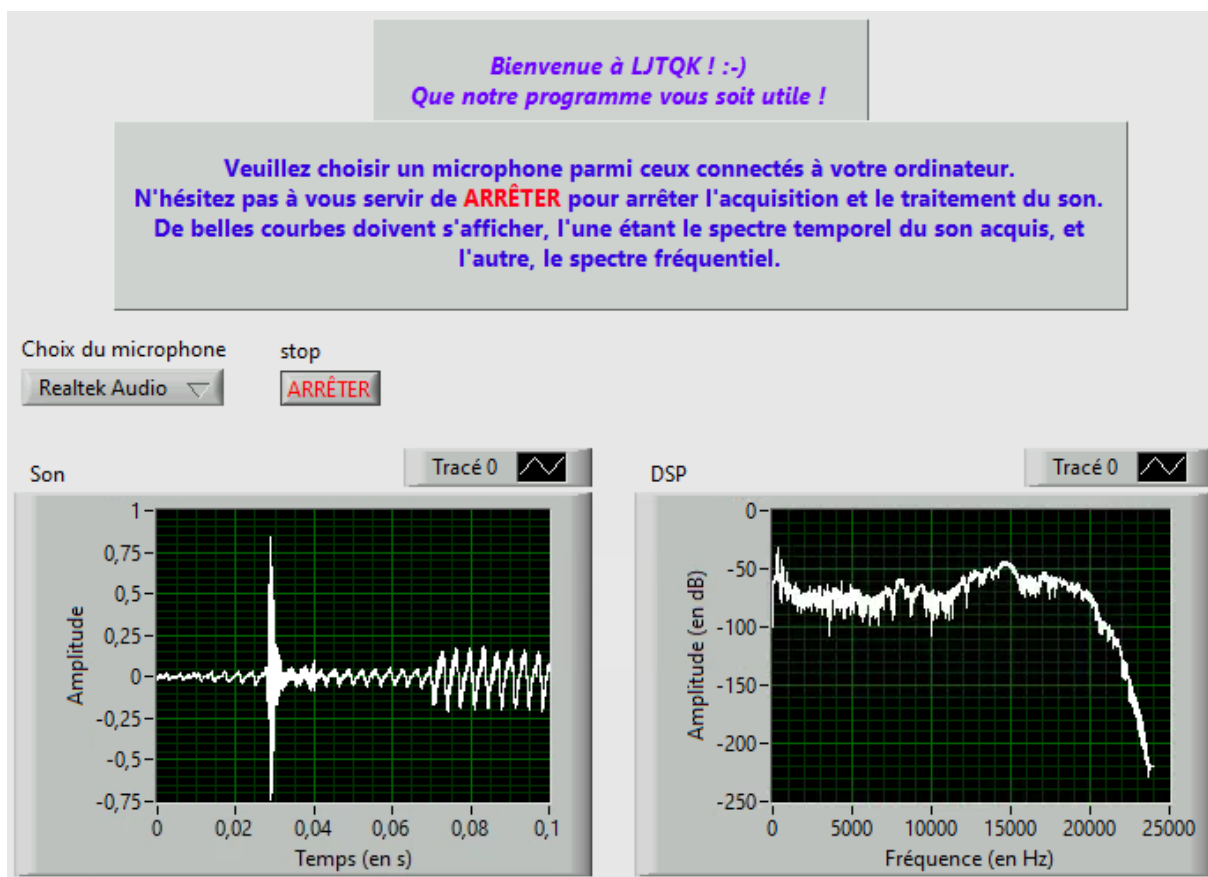 Bienvenue à LJTQK ! :-)
Que notre programme vous soit utile !
Veuillez choisir un microphone parmi ceux connectés à votre ordinateur.
N'hésitez pas à vous servir de ARRÊTER pour arrêter l'acquisition et le traitement du son.
De belles courbes doivent s'afficher, l'une étant le spectre temporel du son acquis, et
l'autre, le spectre fréquentiel.
Choix du microphone
Realtek Audio
stop
ARRÊTER
Son
Tracé 0
1
0,75
0,5
0,25
0
-0,25
-0,5
-0,75
Amplitude
0
0,02
0,04
0,06
0,08
0,1
Temps (en s)
DSP
Tracé 0
0
-50
-100
-150
-200
-250
Amplitude (en dB)
0
5000
10000
15000
20000
25000
Fréquence (en Hz)